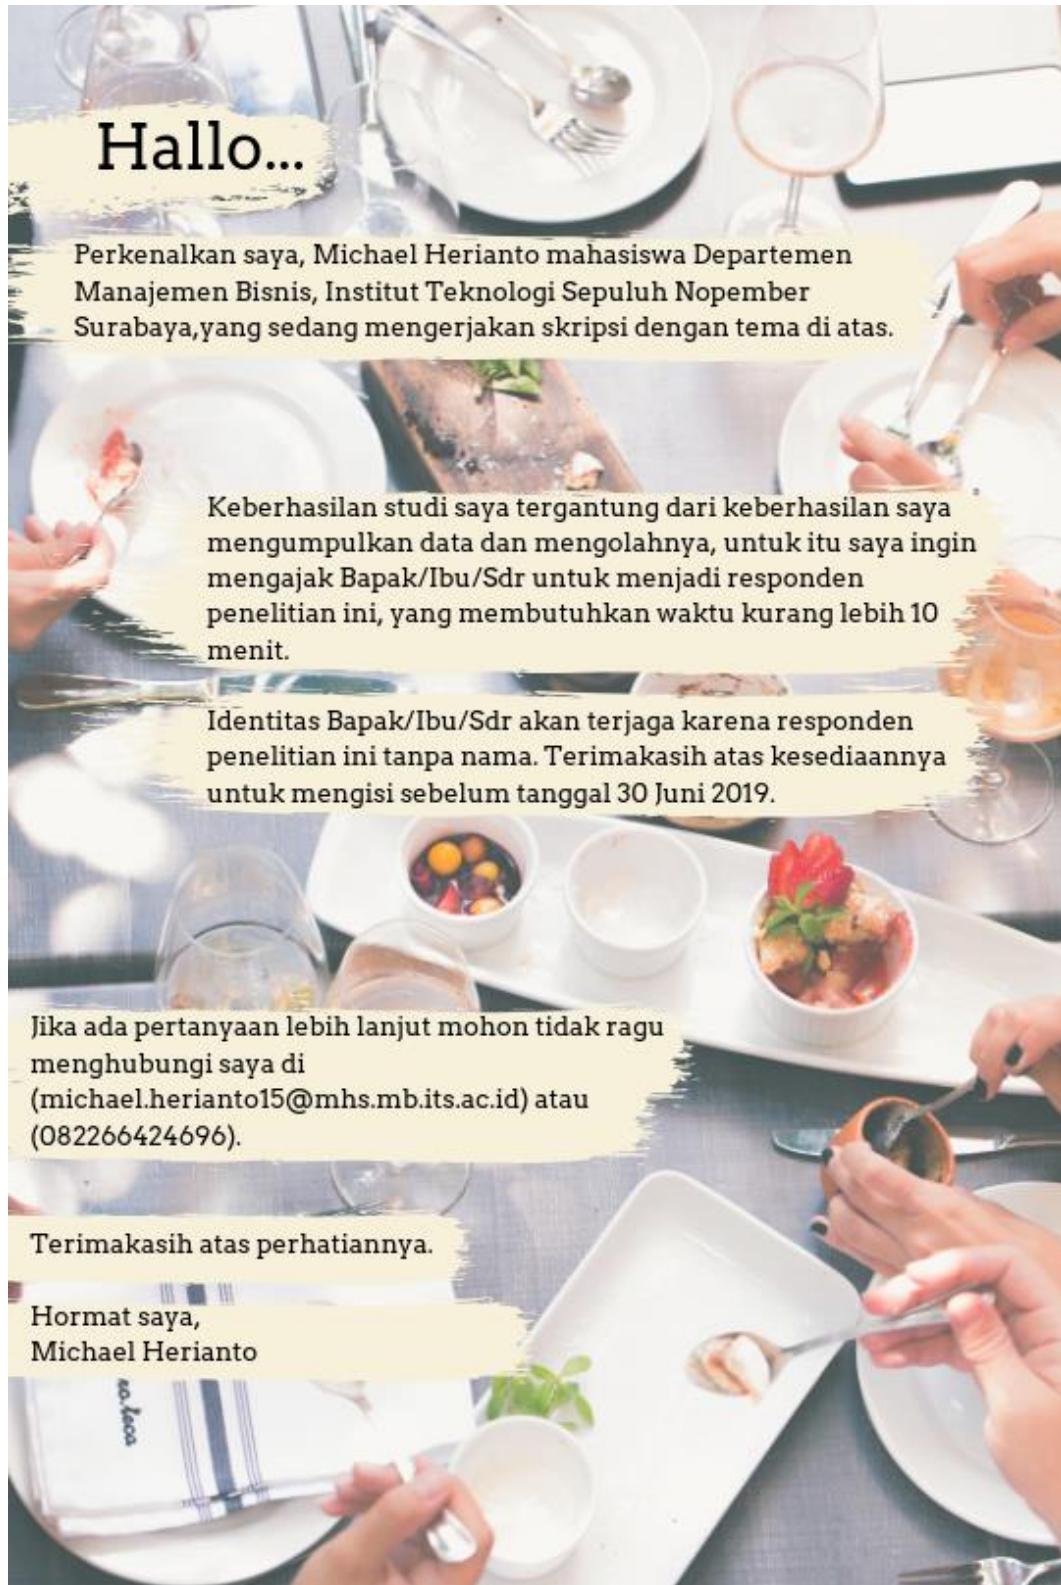 Hallo...
Perkenalkan saya, Michael Herianto mahasiswa Departemen
Manajemen Bisnis, Institut Teknologi Sepuluh Nopember
Surabaya,yang sedang mengerjakan skripsi dengan tema di atas.
Keberhasilan studi saya tergantung dari keberhasilan saya
mengumpulkan data dan mengolahnya, untuk itu saya ingin
mengajak Bapak/Ibu/Sdr untuk menjadi responden
penelitian ini, yang membutuhkan waktu kurang lebih 10
menit.
Identitas Bapak/Ibu/Sdr akan terjaga karena responden
penelitian ini tanpa nama. Terimakasih atas kesediaannya
untuk mengisi sebelum tanggal 30 Juni 2019.
Jika ada pertanyaan lebih lanjut mohon tidak ragu
menghubungi saya di
(michael.herianto15@mhs.mb.its.ac.id) atau
(082266424696).
Terimakasih atas perhatiannya.
Hormat saya,
Michael Herianto